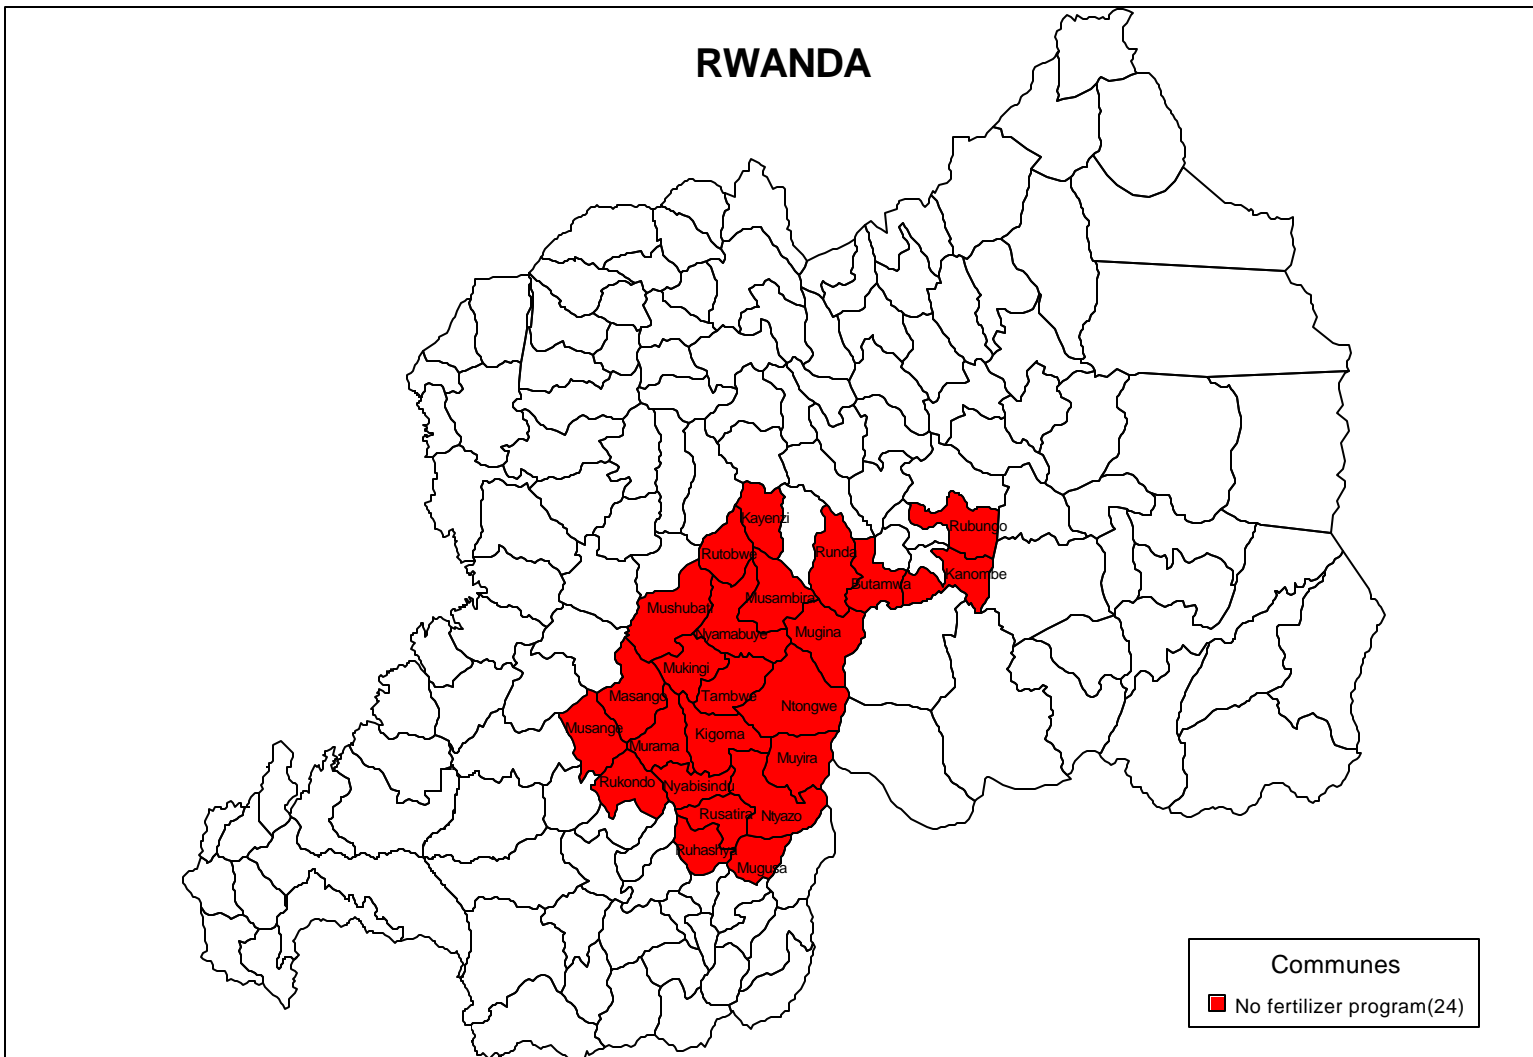 RWANDA
Kayenzi
Rubungo
Rutobwe
Runda
Kanombe
Butamwa
Musambira
Mushubati
Nyamabuye
Mugina
Mukingi
Masango
Tambwe
Ntongwe
Musange
Kigoma
Murama
Muyira
Rukondo
Nyabisindu
Rusatira
Ntyazo
Ruhashya
Mugusa
Communes
No fertilizer program(24)